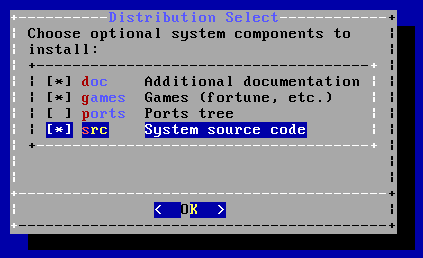 Distribution Select
Choose optional system components to
install:
[*] doc Additional documentation
[*] games Games (fortune, etc.)
[ ] ports Ports tree
[*] src System source code
< OK >